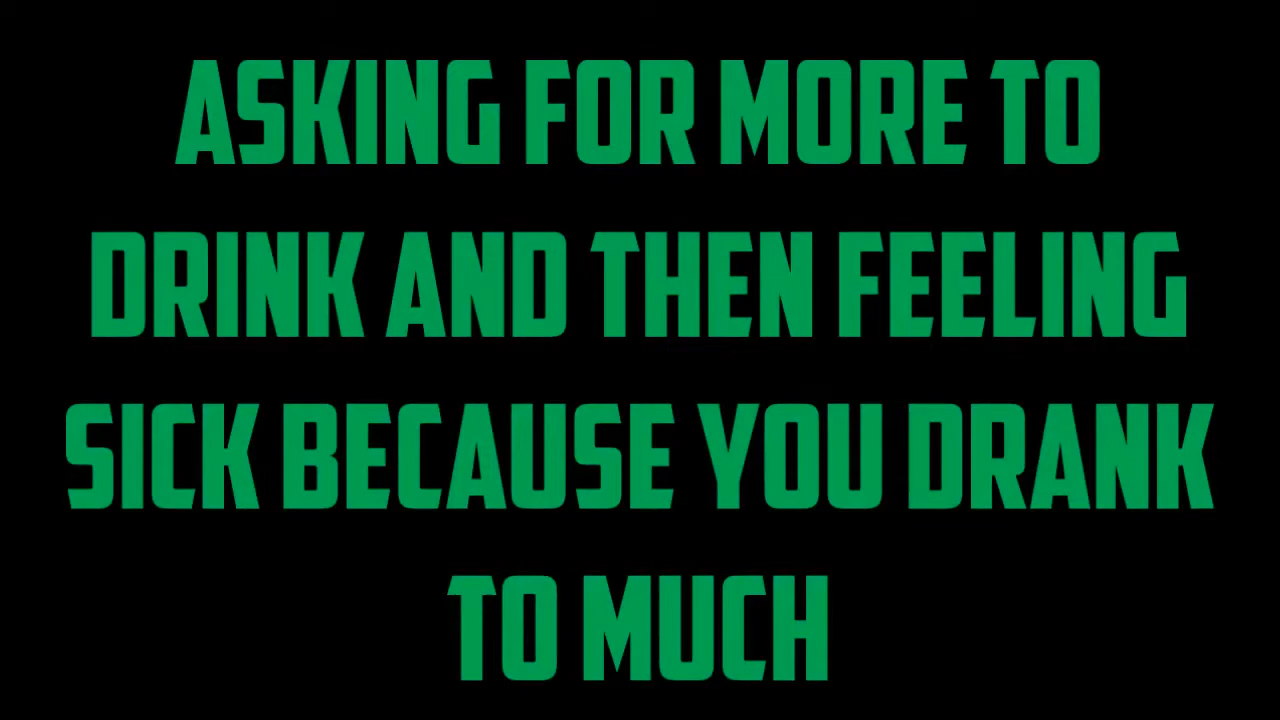 ASKING FOR MORE TO
DRINK AND THEN FEELING
SICK BECAUSE YOU DRANK
TO MUCH